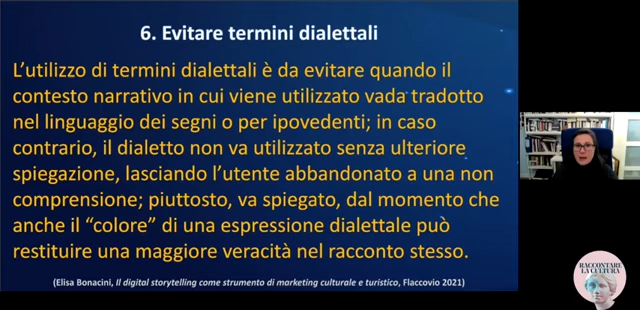 6. Evitare termini dialettali
L'utilizzo di termini dialettali è da evitare quando il
contesto narrativo in cui viene utilizzato vada tradotto
nel linguaggio dei segni o per ipovedenti; in caso
contrario, il dialetto non va utilizzato senza ulteriore
spiegazione, lasciando l'utente abbandonato a una non
comprensione; piuttosto, va spiegato, dal momento che
anche il "colore" di una espressione dialettale può
restituire una maggiore veracità nel racconto stesso.
(Elisa Bonacini, Il digital storytelling come strumento di marketing culturale e turistico, Flaccovio 2021)
RACCONTARE
LA CULTURA